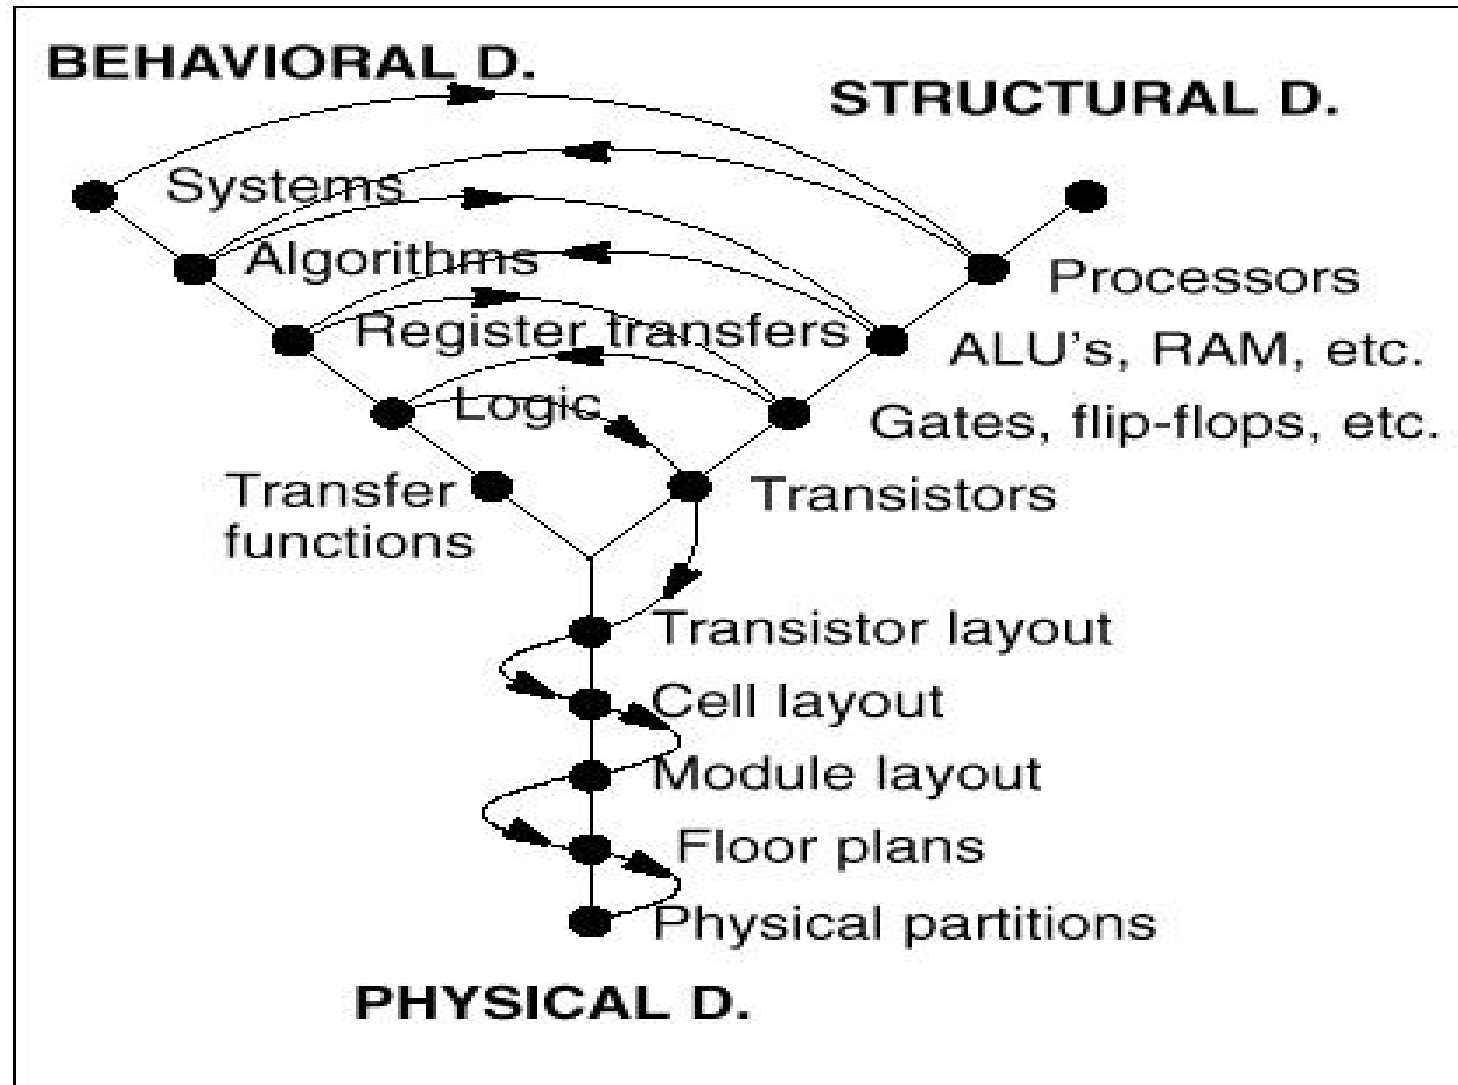 BEHAVIORAL D.
STRUCTURAL D.
Systems
Algorithms
Processors
Register transfers
ALU's, RAM, etc.
Logic
Gates, flip-flops, etc.
Transfer
functions
Transistors
Transistor layout
Cell layout
Module layout
Floor plans
Physical partitions
PHYSICAL D.